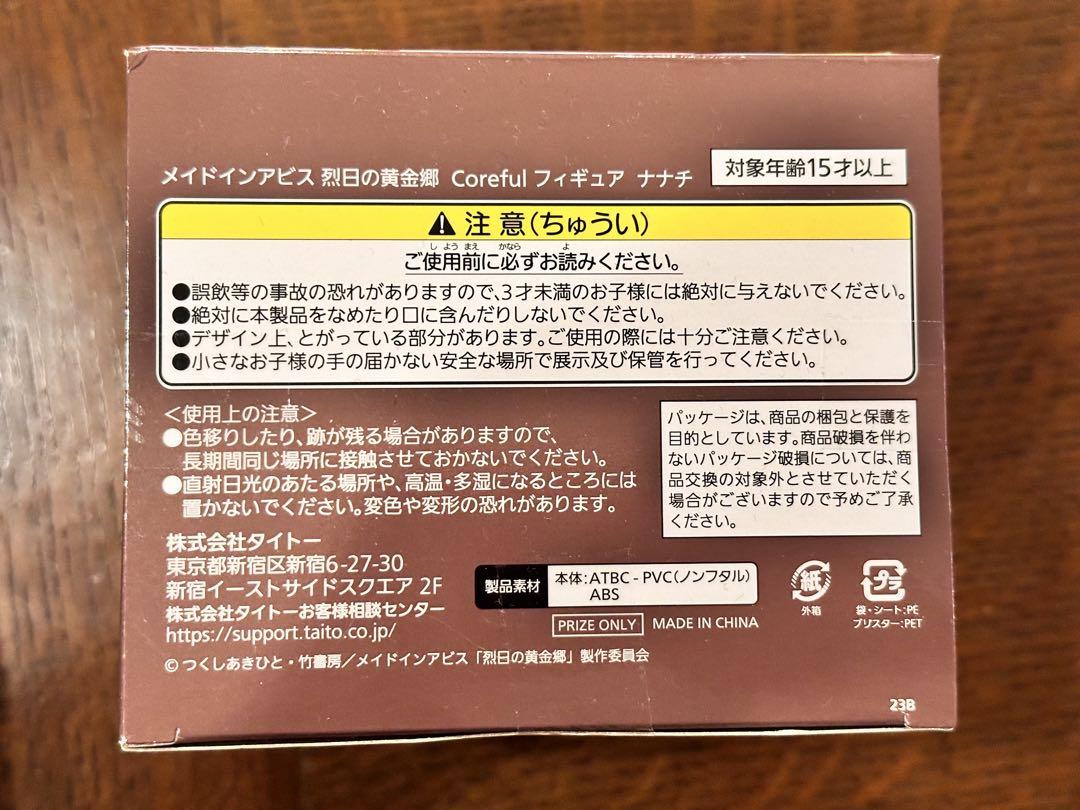 メイドインアビス 烈日の黄金郷 Coreful フィギュア ナナチ
対象年齢15才以上
注 意(ちゅうい)
し よう まえ かなら よ
ご使用前に必ずお読みください。
●誤飲等の事故の恐れがありますので、3才未満のお子様には絶対に与えないでください。
●絶対に本製品をなめたり口に含んだりしないでください。
●デザイン上、とがっている部分があります。ご使用の際には十分ご注意ください。
●小さなお子様の手の届かない安全な場所で展示及び保管を行ってください。
<使用上の注意>
●色移りしたり、跡が残る場合がありますので、
長期間同じ場所に接触させておかないでください。
●直射日光のあたる場所や、高温・多湿になるところには
置かないでください。変色や変形の恐れがあります。
パッケージは、商品の梱包と保護を
目的としています。商品破損を伴わ
ないパッケージ破損については、商
品交換の対象外とさせていただく
場合がございますので予めご了承
ください。
株式会社タイトー
東京都新宿区新宿6-27-30
新宿イーストサイドスクエア 2F
株式会社タイトーお客様相談センター
https://support.taito.co.jp/
製品素材
本体:ATBC-PVC(ノンフタル)
ABS
PRIZE ONLY MADE IN CHINA
紙
外箱
プラ
袋・シート:PE
ブリスター:PET
©つくしあきひと・竹書房/メイドインアビス「烈日の黄金郷」製作委員会
23B